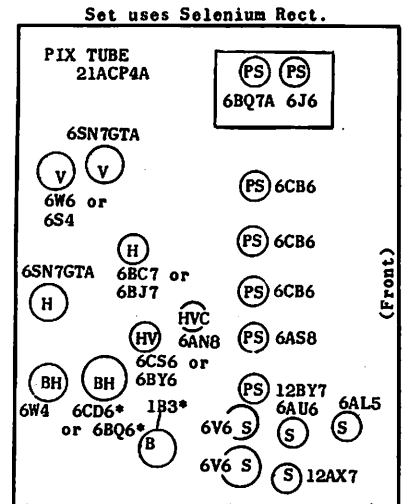 Set uses Selenium Rect.
PIX TUBE
21ACP4A
PS PS
6BQ7A 6J6
6SN7GTA
V V
6W6 or
6S4
PS 6CB6
H
6BC7 or
6BJ7
PS 6CB6
6SN7GTA
H
PS 6CB6
(Front)
HVC
6AN8
HV
6CS6 or
6BY6
PS 6AS8
BH BH
6W4 6CD6*
or 6BQ6*
1B3*
B
PS 12BY7
6AU6 6AL5
6V6 S S S
6V6 S S 12AX7